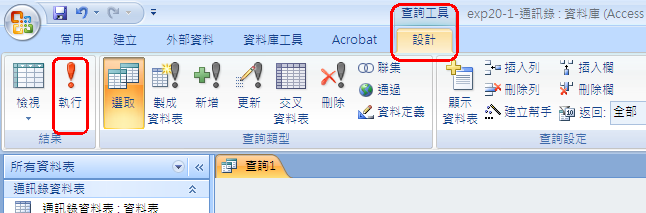 查詢工具 exp20-1-通訊錄 : 資料庫 (Access
常用 建立 外部資料 資料庫工具 Acrobat 設計
檢視 執行 選取 製成資料表 新增 更新 交叉資料表 刪除
聯集
通過
資料定義
顯示資料表
插入列 插入欄
刪除列 刪除欄
建立幫手 返回: 全部
結果 查詢類型 查詢設定
所有資料表 查詢1
通訊錄資料表
通訊錄資料表 : 資料表